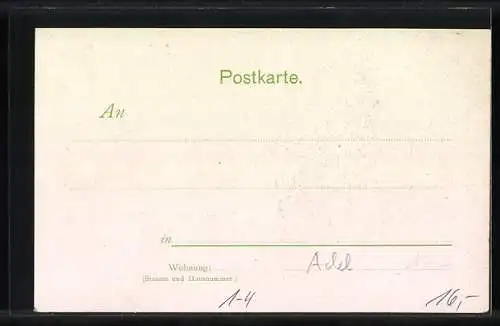 Postkarte.
An
in
Wohnung:
(Strasse und Hausnummer)
Adel
1-4 16,-